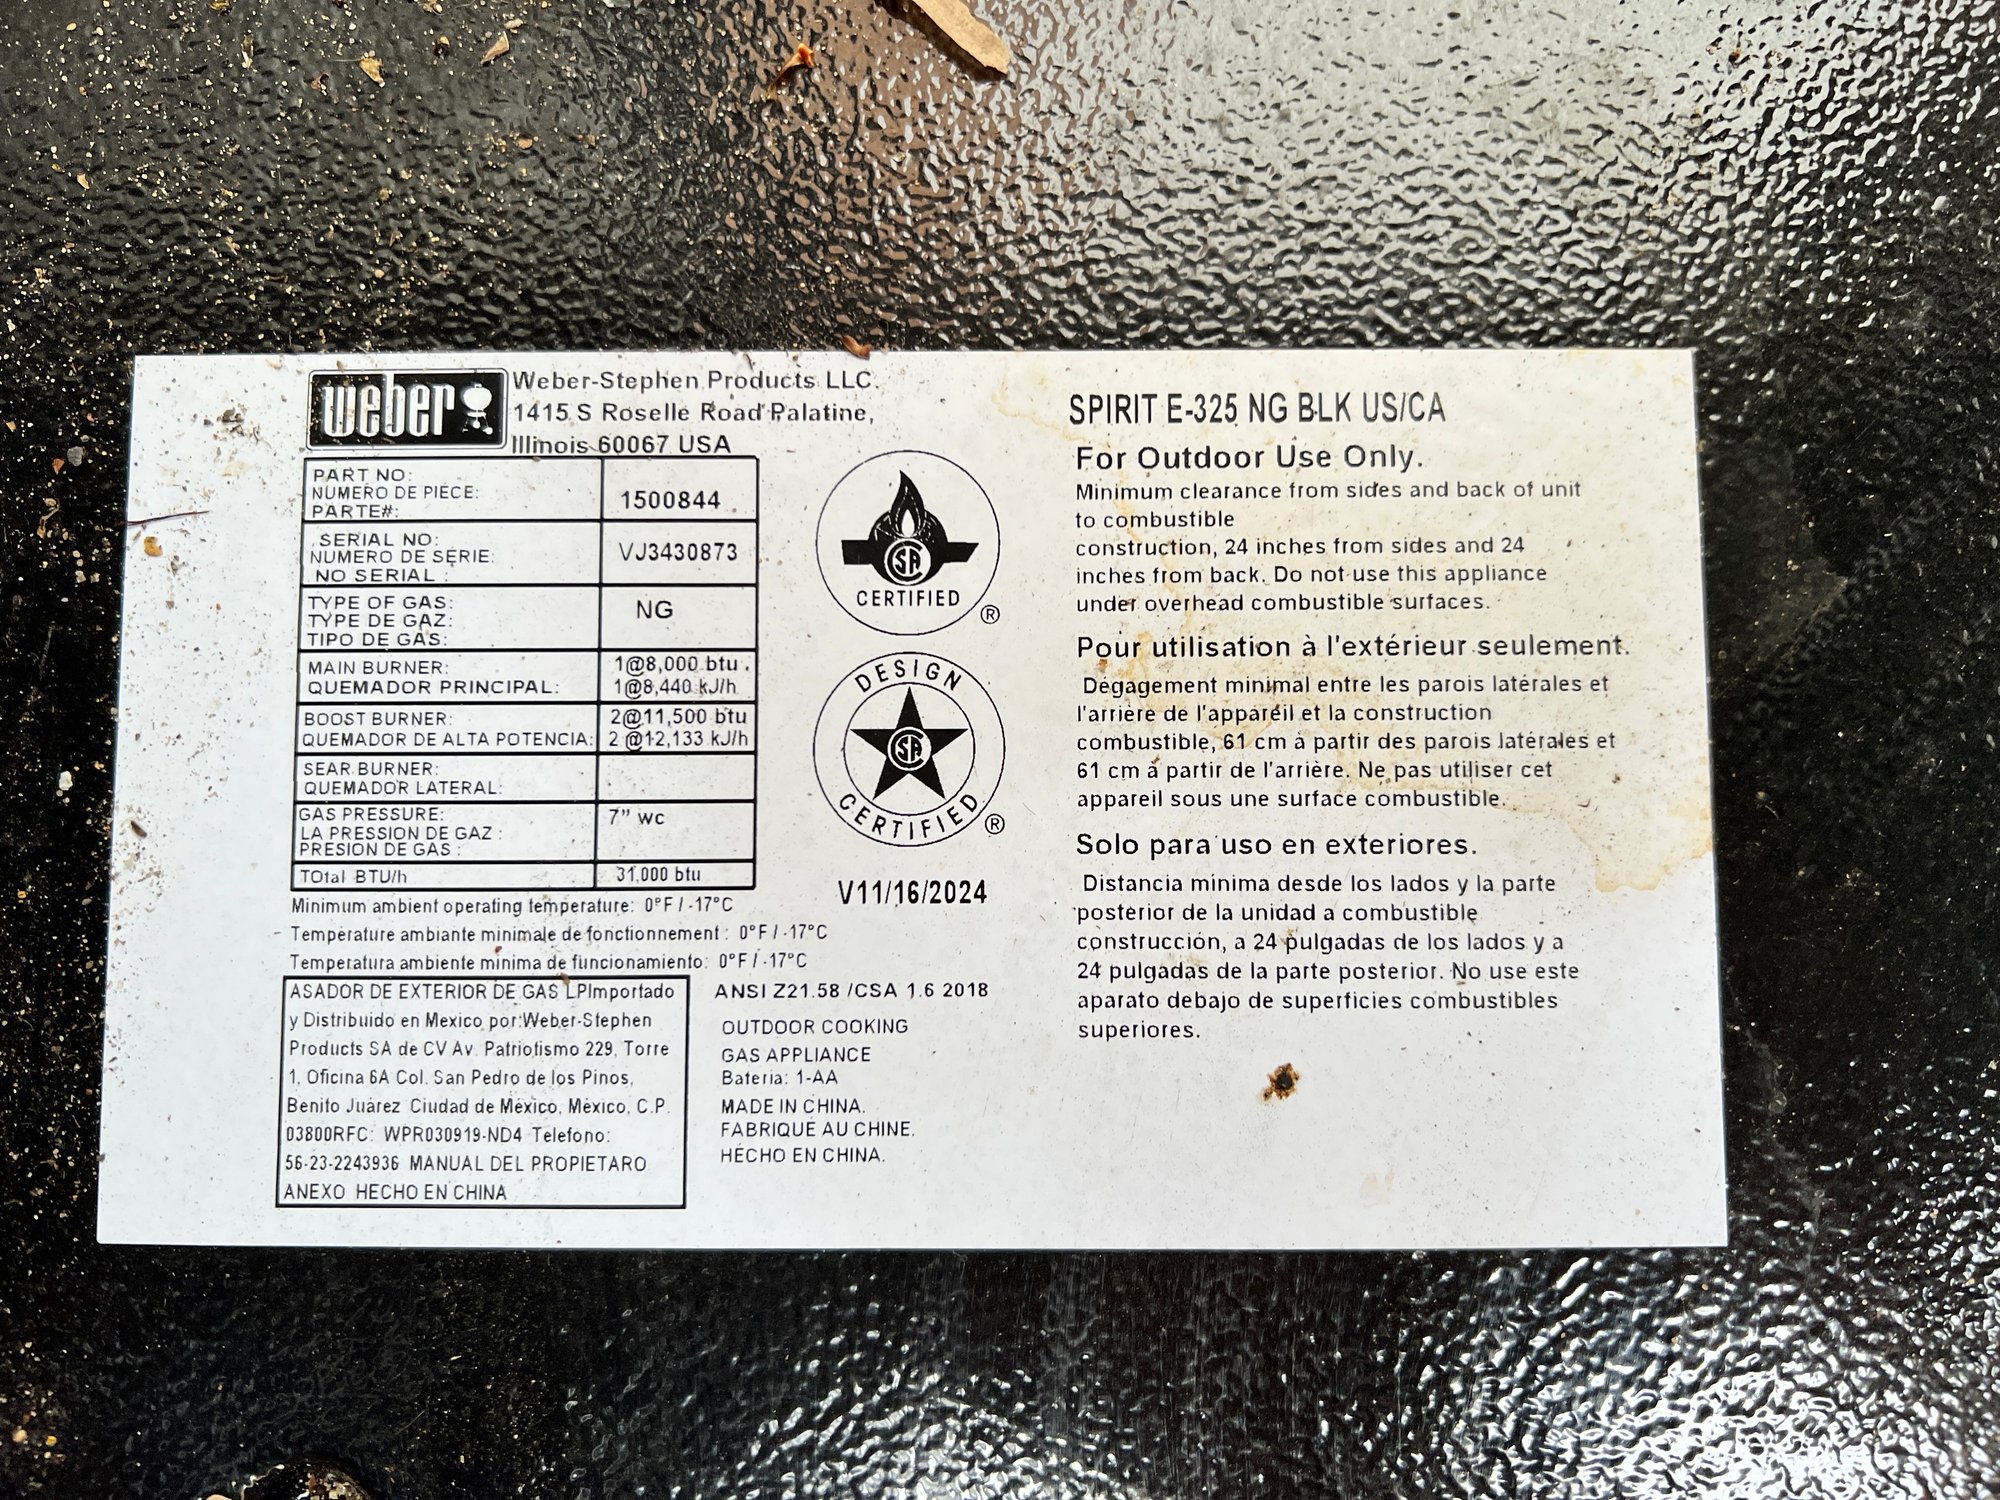 weber
Weber-Stephen Products LLC.
1415 S Roselle Road Palatine,
Illinois 60067 USA
PART NO:
NUMERO DE PIECE:
PARTE#:
1500844
SERIAL NO:
NUMERO DE SERIE:
NO SERIAL :
VJ3430873
TYPE OF GAS:
TYPE DE GAZ:
TIPO DE GAS:
NG
MAIN BURNER:
QUEMADOR PRINCIPAL:
1@8,000 btu .
1@8,440 kJ/h
BOOST BURNER:
QUEMADOR DE ALTA POTENCIA:
2@11,500 btu
2 @12,133 kJ/h
SEAR BURNER:
QUEMADOR LATERAL:
GAS PRESSURE:
LA PRESSION DE GAZ :
PRESION DE GAS :
7" wc
TOtal BTU/h
31,000 btu
Minimum ambient operating temperature: 0°F / -17°C
Temperature ambiante minimale de fonctionnement : 0°F / -17°C
Temperatura ambiente minima de funcionamiento: 0°F / -17°C
ASADOR DE EXTERIOR DE GAS LPImportado
y Distribuido en Mexico por:Weber-Stephen
Products SA de CV Av. Patriotismo 229, Torre
1, Oficina 6A Col. San Pedro de los Pinos,
Benito Juárez Ciudad de México, México, C.P.
03800RFC: WPR030919-ND4 Telefono:
56-23-2243936 MANUAL DEL PROPIETARO
ANEXO HECHO EN CHINA
CSA
CERTIFIED
®
DESIGN
CSA
CERTIFIED
®
V11/16/2024
ANSI Z21.58 /CSA 1.6 2018
OUTDOOR COOKING
GAS APPLIANCE
Bateria: 1-AA
MADE IN CHINA.
FABRIQUÉ AU CHINE.
HECHO EN CHINA.
SPIRIT E-325 NG BLK US/CA
For Outdoor Use Only.
Minimum clearance from sides and back of unit
to combustible
construction, 24 inches from sides and 24
inches from back. Do not use this appliance
under overhead combustible surfaces.
Pour utilisation à l'extérieur seulement.
Dégagement minimal entre les parois latérales et
l'arrière de l'appareil et la construction
combustible, 61 cm à partir des parois latérales et
61 cm à partir de l'arrière. Ne pas utiliser cet
appareil sous une surface combustible.
Solo para uso en exteriores.
Distancia mínima desde los lados y la parte
posterior de la unidad a combustible
construcción, a 24 pulgadas de los lados y a
24 pulgadas de la parte posterior. No use este
aparato debajo de superficies combustibles
superiores.